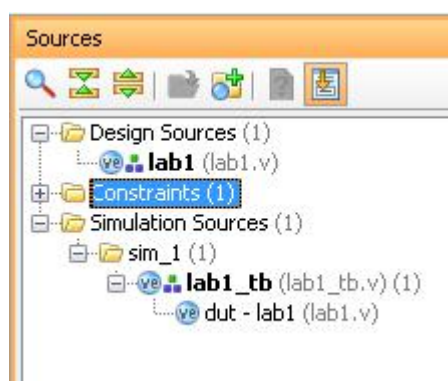 Sources
Design Sources (1)
lab1 (lab1.v)
Constraints (1)
Simulation Sources (1)
sim_1 (1)
lab1_tb (lab1_tb.v) (1)
dut - lab1 (lab1.v)